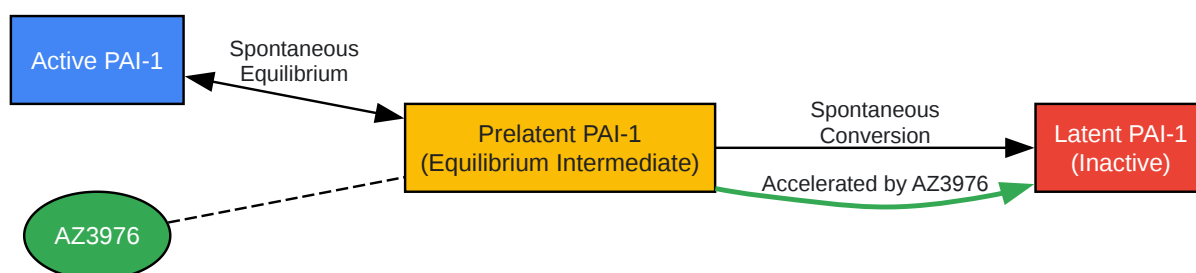 Active PAI-1
Spontaneous
Equilibrium
Prelatent PAI-1
(Equilibrium Intermediate)
Spontaneous
Conversion
Latent PAI-1
(Inactive)
Accelerated by AZ3976
AZ3976